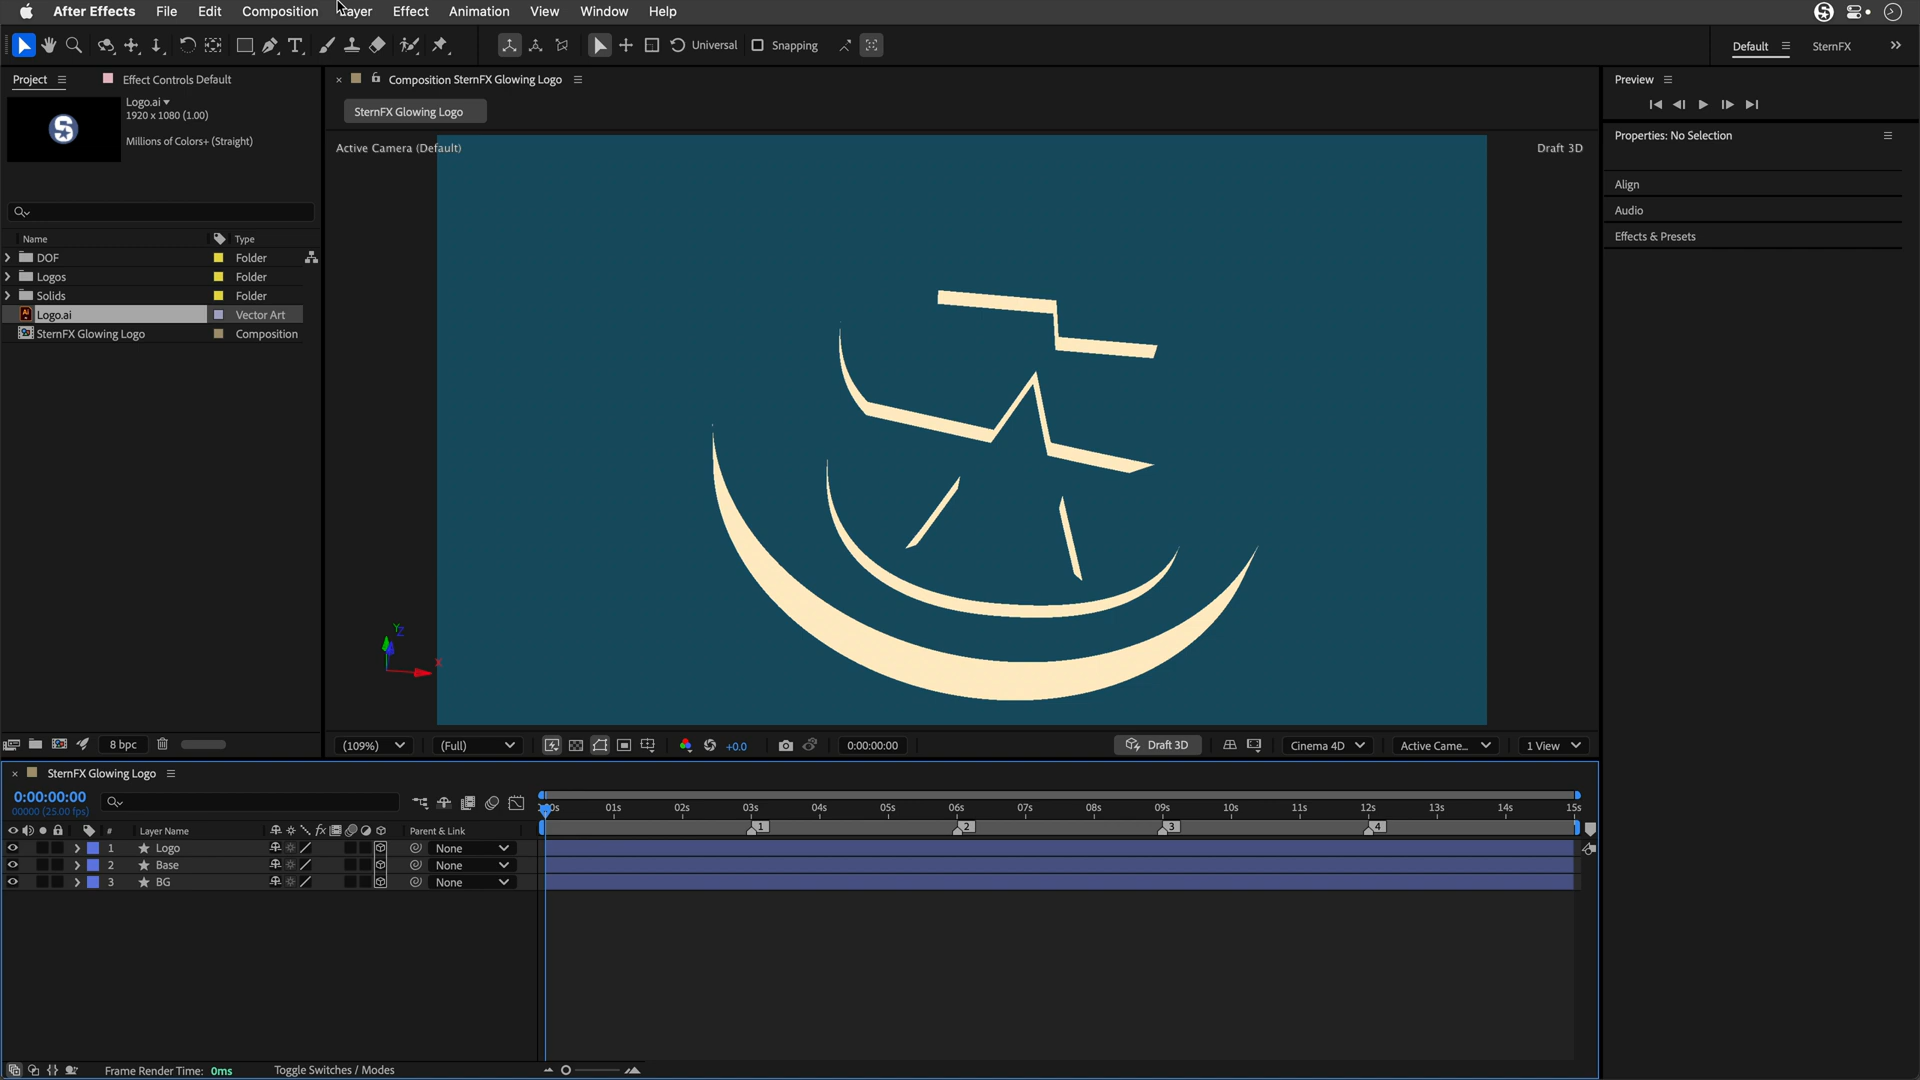 After Effects File Edit Composition Layer Effect Animation View Window Help
Universal Snapping Default SternFX
Project Effect Controls Default
Composition SternFX Glowing Logo
Preview
Logo.ai
1920 x 1080 (1.00)
Millions of Colors+ (Straight)
SternFX Glowing Logo
Active Camera (Default)
Draft 3D
Properties: No Selection
Align
Audio
Effects & Presets
Name Type
DOF Folder
Logos Folder
Solids Folder
Logo.ai Vector Art
SternFX Glowing Logo Composition
Y
Z
X
8 bpc
(109%) (Full) +0.0 0:00:00:00 Draft 3D Cinema 4D Active Came... 1 View
SternFX Glowing Logo
0:00:00:00
00000 (25.00 fps)
01s 02s 03s 04s 05s 06s 07s 08s 09s 10s 11s 12s 13s 14s 15s
1 2 3 4
# Layer Name fx Parent & Link
1 Logo None
2 Base None
3 BG None
Frame Render Time: 0ms Toggle Switches / Modes